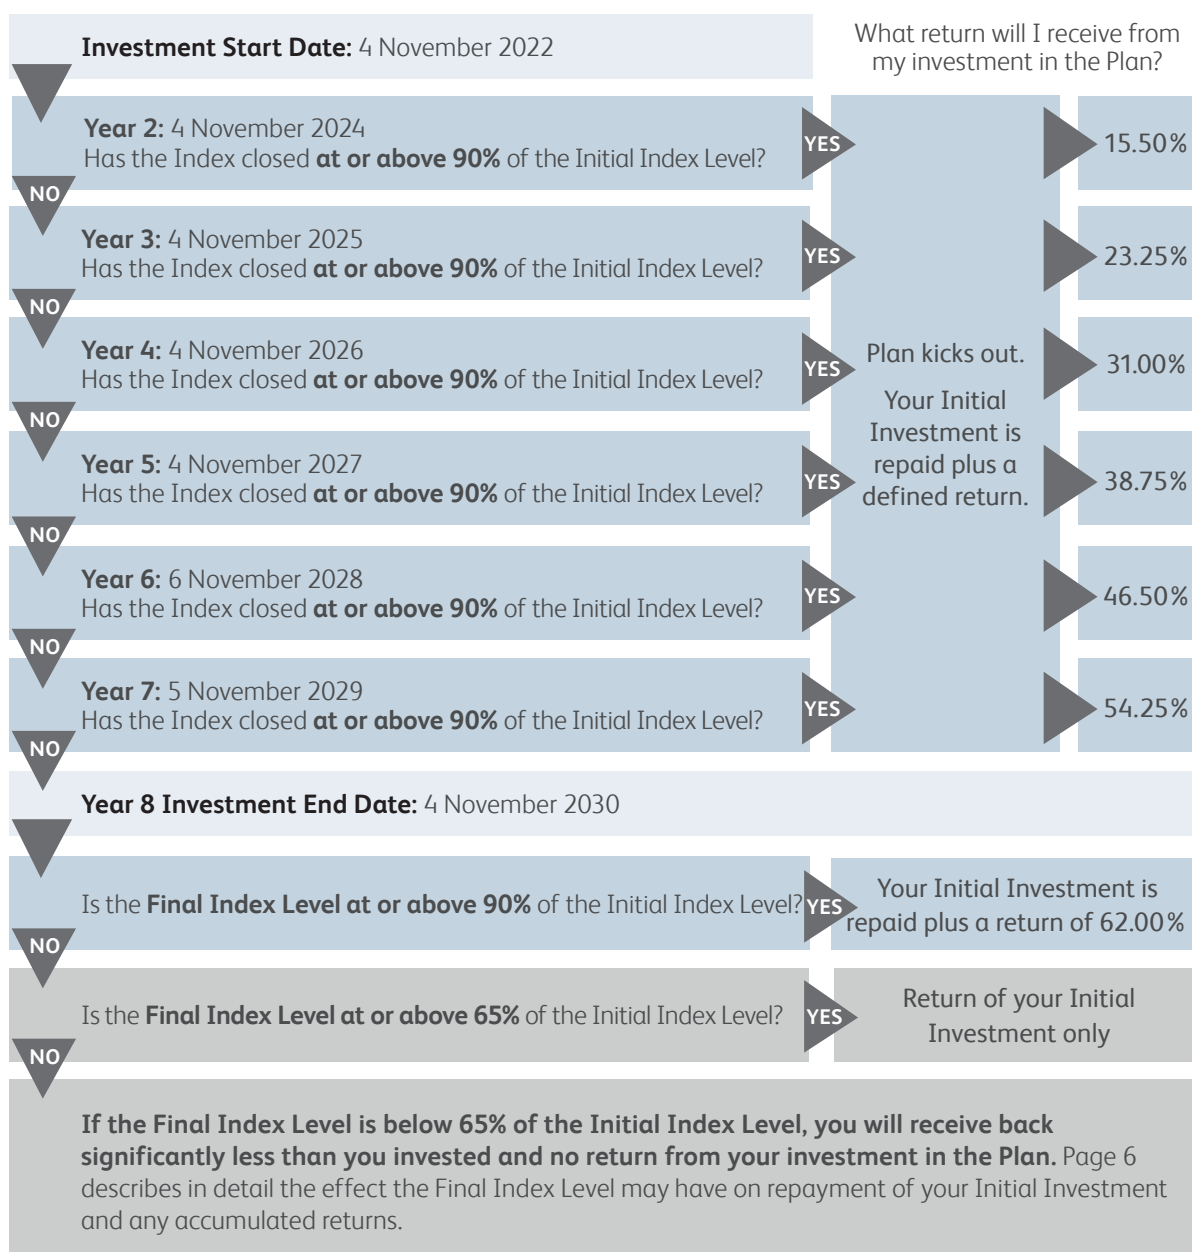 Investment Start Date: 4 November 2022
What return will I receive from
my investment in the Plan?
Year 2: 4 November 2024
Has the Index closed at or above 90% of the Initial Index Level?
YES
15.50%
NO
Year 3: 4 November 2025
Has the Index closed at or above 90% of the Initial Index Level?
YES
23.25%
NO
Year 4: 4 November 2026
Has the Index closed at or above 90% of the Initial Index Level?
YES
Plan kicks out.
Your Initial
Investment is
repaid plus a
defined return.
31.00%
NO
Year 5: 4 November 2027
Has the Index closed at or above 90% of the Initial Index Level?
YES
38.75%
NO
Year 6: 6 November 2028
Has the Index closed at or above 90% of the Initial Index Level?
YES
46.50%
NO
Year 7: 5 November 2029
Has the Index closed at or above 90% of the Initial Index Level?
YES
54.25%
NO
Year 8 Investment End Date: 4 November 2030
Is the Final Index Level at or above 90% of the Initial Index Level?
YES
Your Initial Investment is
repaid plus a return of 62.00%
NO
Is the Final Index Level at or above 65% of the Initial Index Level?
YES
Return of your Initial
Investment only
NO
If the Final Index Level is below 65% of the Initial Index Level, you will receive back
significantly less than you invested and no return from your investment in the Plan. Page 6
describes in detail the effect the Final Index Level may have on repayment of your Initial Investment
and any accumulated returns.